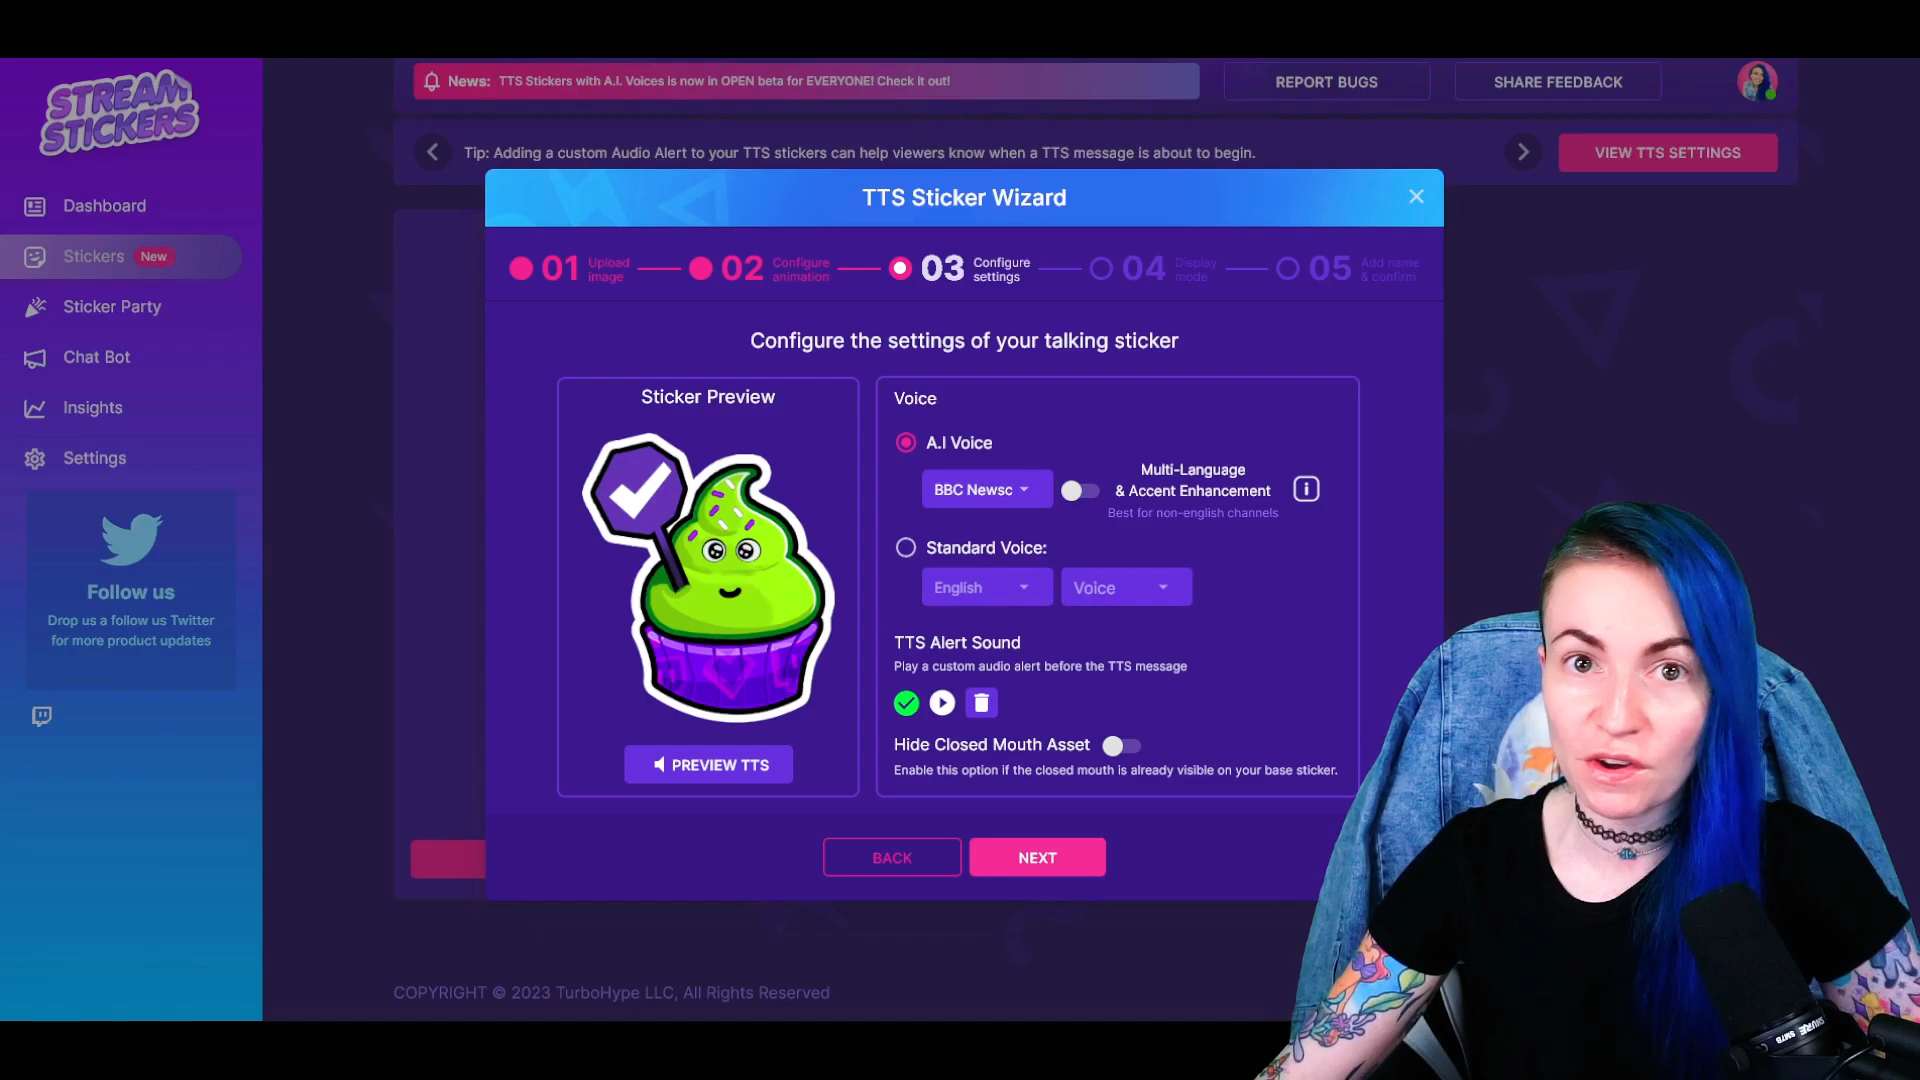 STREAM
STICKERS
News: TTS Stickers with A.I. Voices is now in OPEN beta for EVERYONE! Check it out!
REPORT BUGS
SHARE FEEDBACK
Tip: Adding a custom Audio Alert to your TTS stickers can help viewers know when a TTS message is about to begin.
VIEW TTS SETTINGS
Dashboard
Stickers New
Sticker Party
Chat Bot
Insights
Settings
Follow us
Drop us a follow us Twitter
for more product updates
TTS Sticker Wizard
01 Upload
image
02 Configure
animation
03 Configure
settings
04 Display
mode
05 Add name
& confirm
Configure the settings of your talking sticker
Sticker Preview
PREVIEW TTS
Voice
A.I Voice
BBC Newsc
Multi-Language
& Accent Enhancement
Best for non-english channels
Standard Voice:
English
Voice
TTS Alert Sound
Play a custom audio alert before the TTS message
Hide Closed Mouth Asset
Enable this option if the closed mouth is already visible on your base sticker.
BACK
NEXT
COPYRIGHT © 2023 TurboHype LLC, All Rights Reserved
SHURE
SM7B